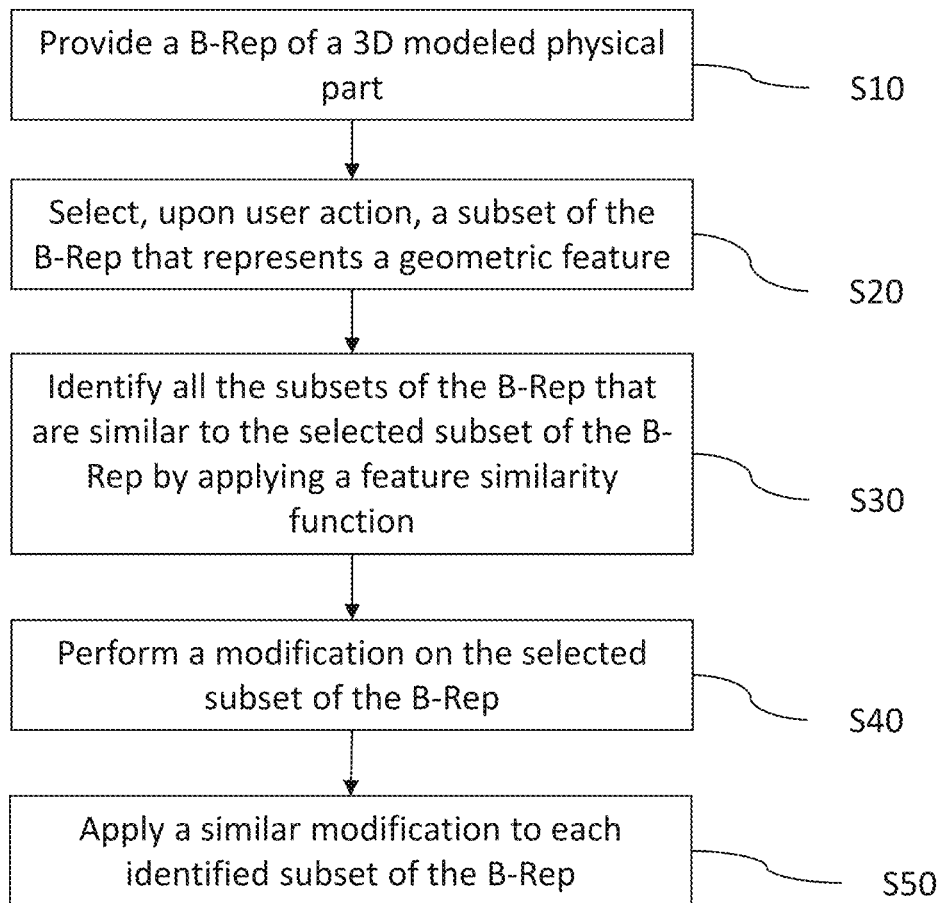 Provide a B-Rep of a 3D modeled physical
part
S10
Select, upon user action, a subset of the
B-Rep that represents a geometric feature
S20
Identify all the subsets of the B-Rep that
are similar to the selected subset of the B-
Rep by applying a feature similarity
function
S30
Perform a modification on the selected
subset of the B-Rep
S40
Apply a similar modification to each
identified subset of the B-Rep
S50